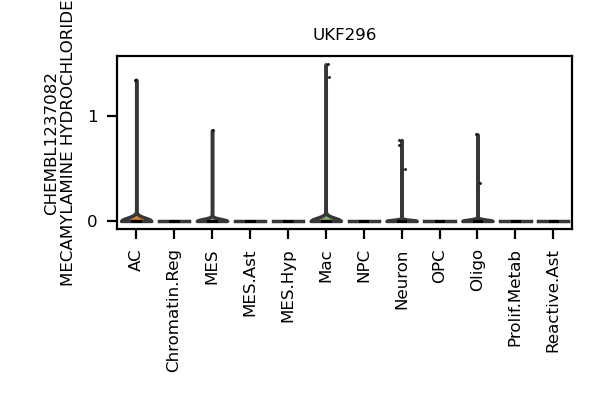 UKF296
CHEMBL1237082
MECAMYLAMINE HYDROCHLORIDE
1
0
AC
Chromatin.Reg
MES
MES.Ast
MES.Hyp
Mac
NPC
Neuron
OPC
Oligo
Prolif.Metab
Reactive.Ast